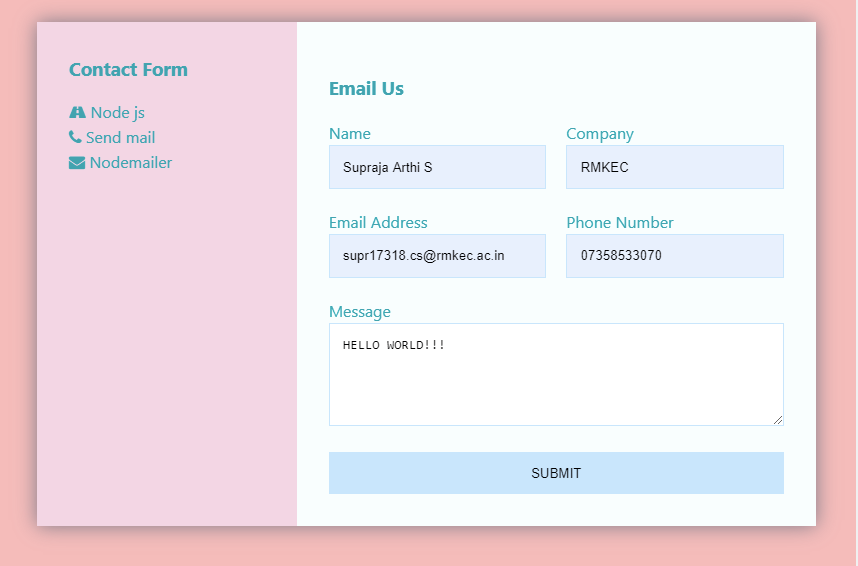 Contact Form
Node js
Send mail
Nodemailer
Email Us
Name
Supraja Arthi S
Company
RMKEC
Email Address
supr17318.cs@rmkec.ac.in
Phone Number
07358533070
Message
HELLO WORLD!!!
SUBMIT